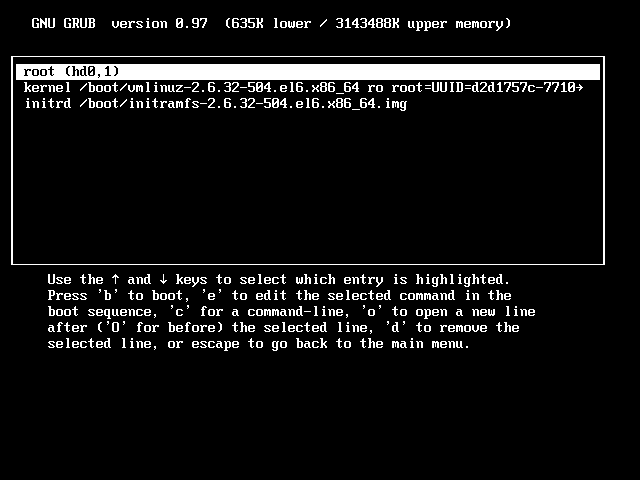 GNU GRUB  version 0.97  (635K lower / 3143488K upper memory)
root (hd0,1)
kernel /boot/vmlinuz-2.6.32-504.el6.x86_64 ro root=UUID=d2d1757c-7710→
initrd /boot/initramfs-2.6.32-504.el6.x86_64.img
Use the ↑ and ↓ keys to select which entry is highlighted.
Press 'b' to boot, 'e' to edit the selected command in the
boot sequence, 'c' for a command-line, 'o' to open a new line
after ('O' for before) the selected line, 'd' to remove the
selected line, or escape to go back to the main menu.